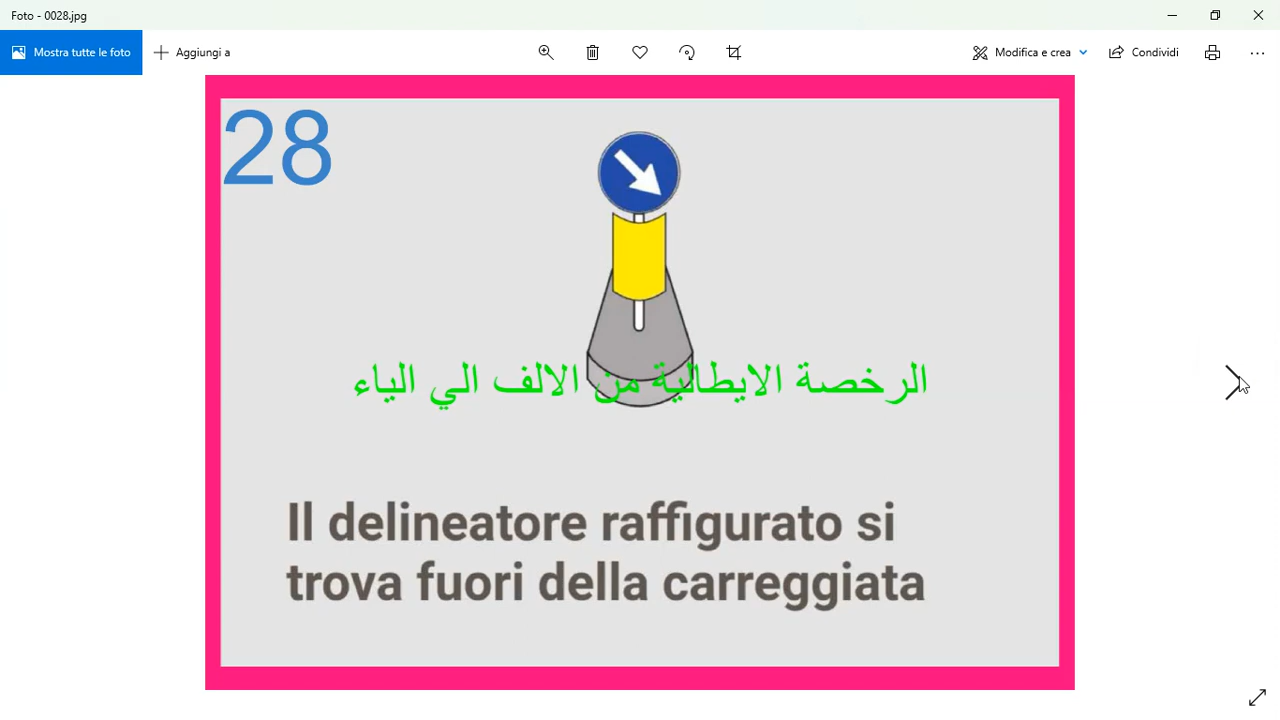 Foto - 0028.jpg
Mostra tutte le foto
Aggiungi a
Modifica e crea
Condividi
28
الرخصة الايطالية من الالف الي الياء
Il delineatore raffigurato si
trova fuori della carreggiata